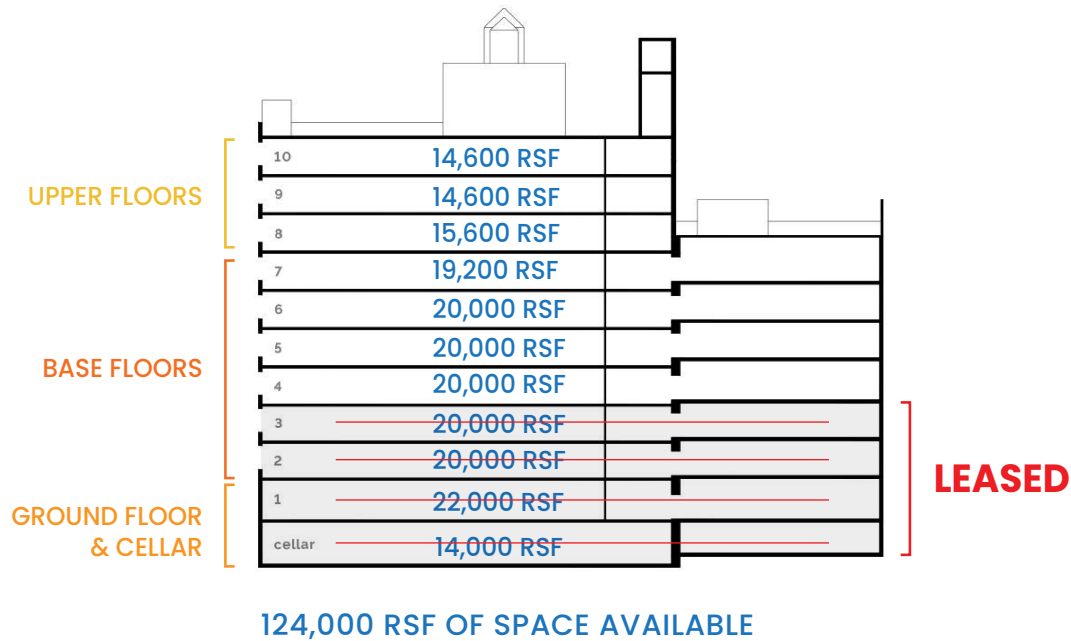 10 14,600 RSF
UPPER FLOORS
9 14,600 RSF
8 15,600 RSF
7 19,200 RSF
6 20,000 RSF
5 20,000 RSF
BASE FLOORS
4 20,000 RSF
3 20,000 RSF
2 20,000 RSF
LEASED
1 22,000 RSF
GROUND FLOOR
& CELLAR
cellar 14,000 RSF
124,000 RSF OF SPACE AVAILABLE